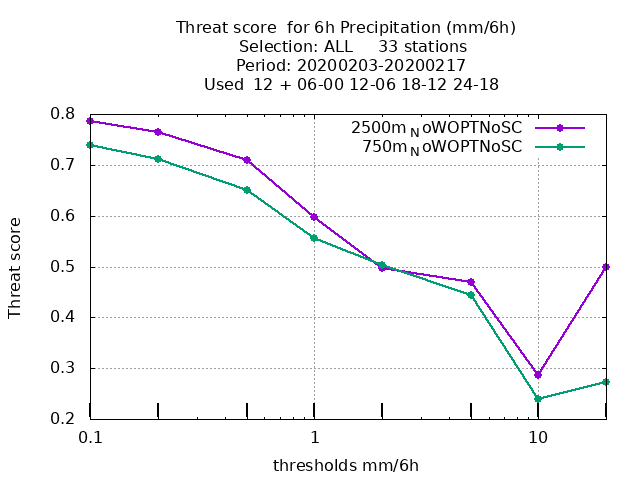 Threat score  for 6h Precipitation (mm/6h)
Selection: ALL     33 stations
Period: 20200203-20200217
Used  12 + 06-00 12-06 18-12 24-18
0.8
0.7
0.6
0.5
0.4
0.3
0.2
Threat score
2500m_NoWOPTNoSC
750m_NoWOPTNoSC
0.1 1 10
thresholds mm/6h